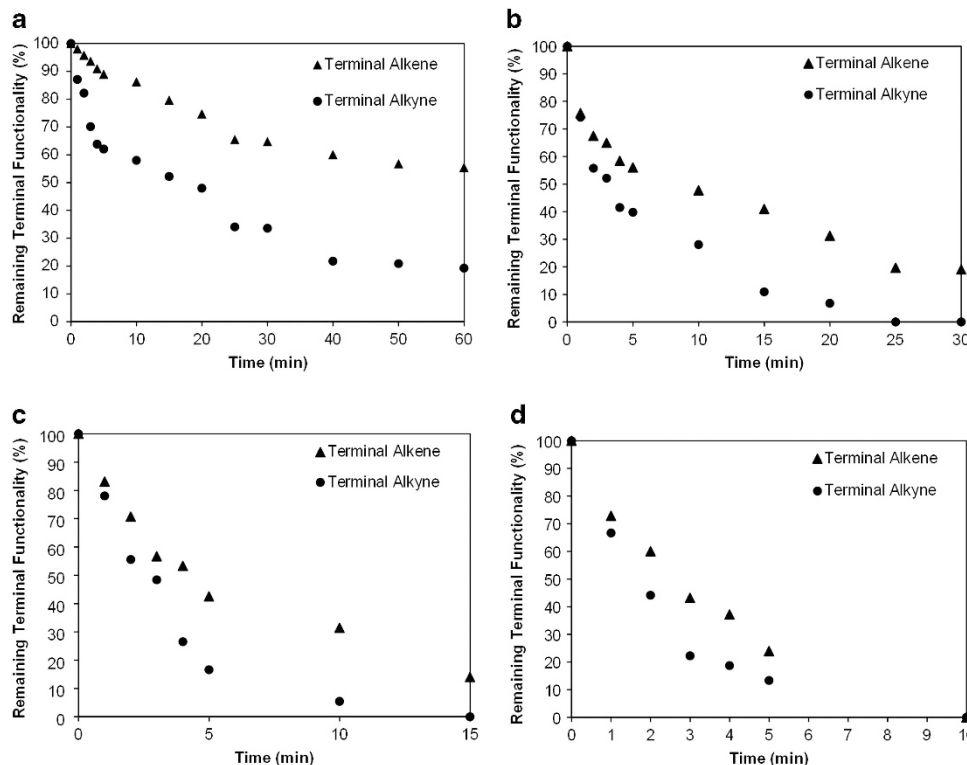 a
Remaining Terminal Functionality (%)
100
90
80
70
60
50
40
30
20
10
0
Terminal Alkene
Terminal Alkyne
0 10 20 30 40 50 60
Time (min)
b
Remaining Terminal Functionality (%)
100
90
80
70
60
50
40
30
20
10
0
Terminal Alkene
Terminal Alkyne
0 5 10 15 20 25 30
Time (min)
c
Remaining Terminal Functionality (%)
100
90
80
70
60
50
40
30
20
10
0
Terminal Alkene
Terminal Alkyne
0 5 10 15
Time (min)
d
Remaining Terminal Functionality (%)
100
90
80
70
60
50
40
30
20
10
0
Terminal Alkene
Terminal Alkyne
0 1 2 3 4 5 6 7 8 9 10
Time (min)